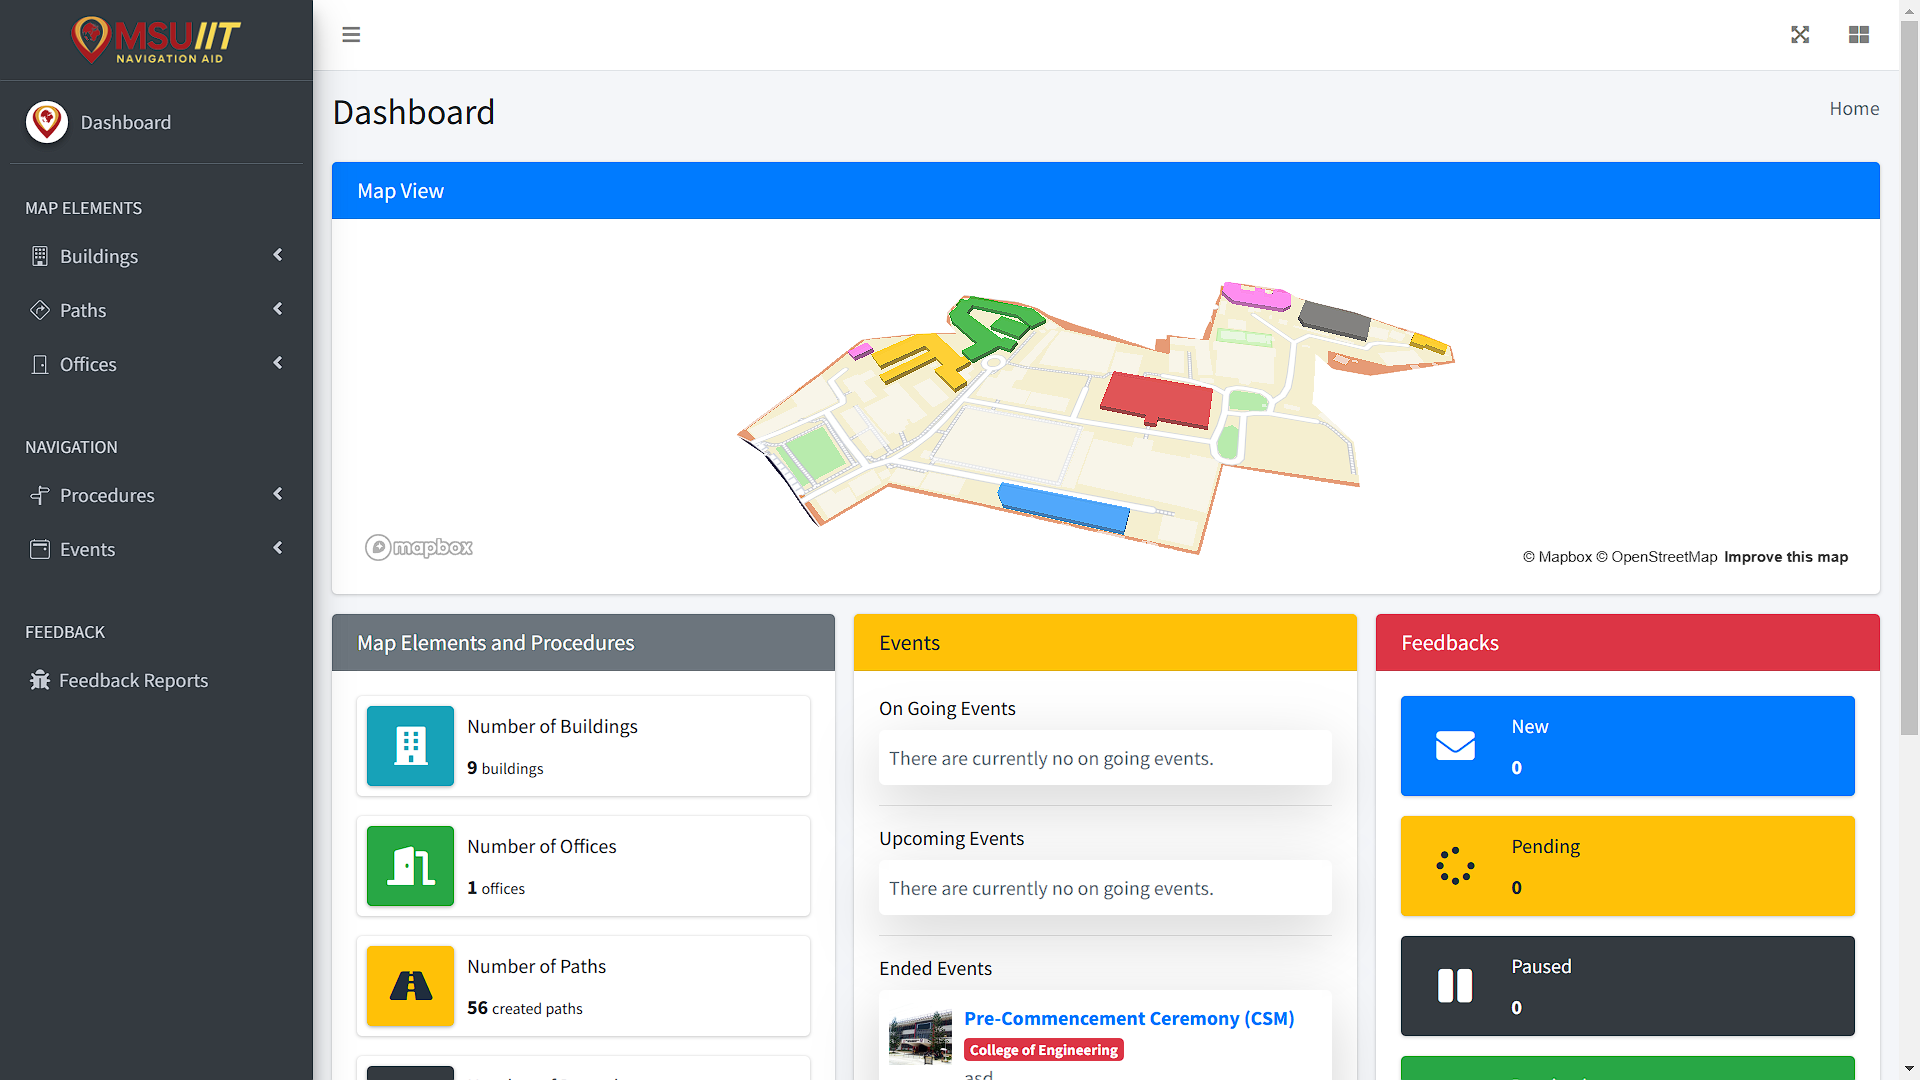 MSUIIT
NAVIGATION AID
Dashboard
MAP ELEMENTS
Buildings
Paths
Offices
NAVIGATION
Procedures
Events
FEEDBACK
Feedback Reports
Dashboard
Home
Map View
mapbox
© Mapbox © OpenStreetMap Improve this map
Map Elements and Procedures
Number of Buildings
9 buildings
Number of Offices
1 offices
Number of Paths
56 created paths
Events
On Going Events
There are currently no on going events.
Upcoming Events
There are currently no on going events.
Ended Events
Pre-Commencement Ceremony (CSM)
College of Engineering
asd
Feedbacks
New
0
Pending
0
Paused
0